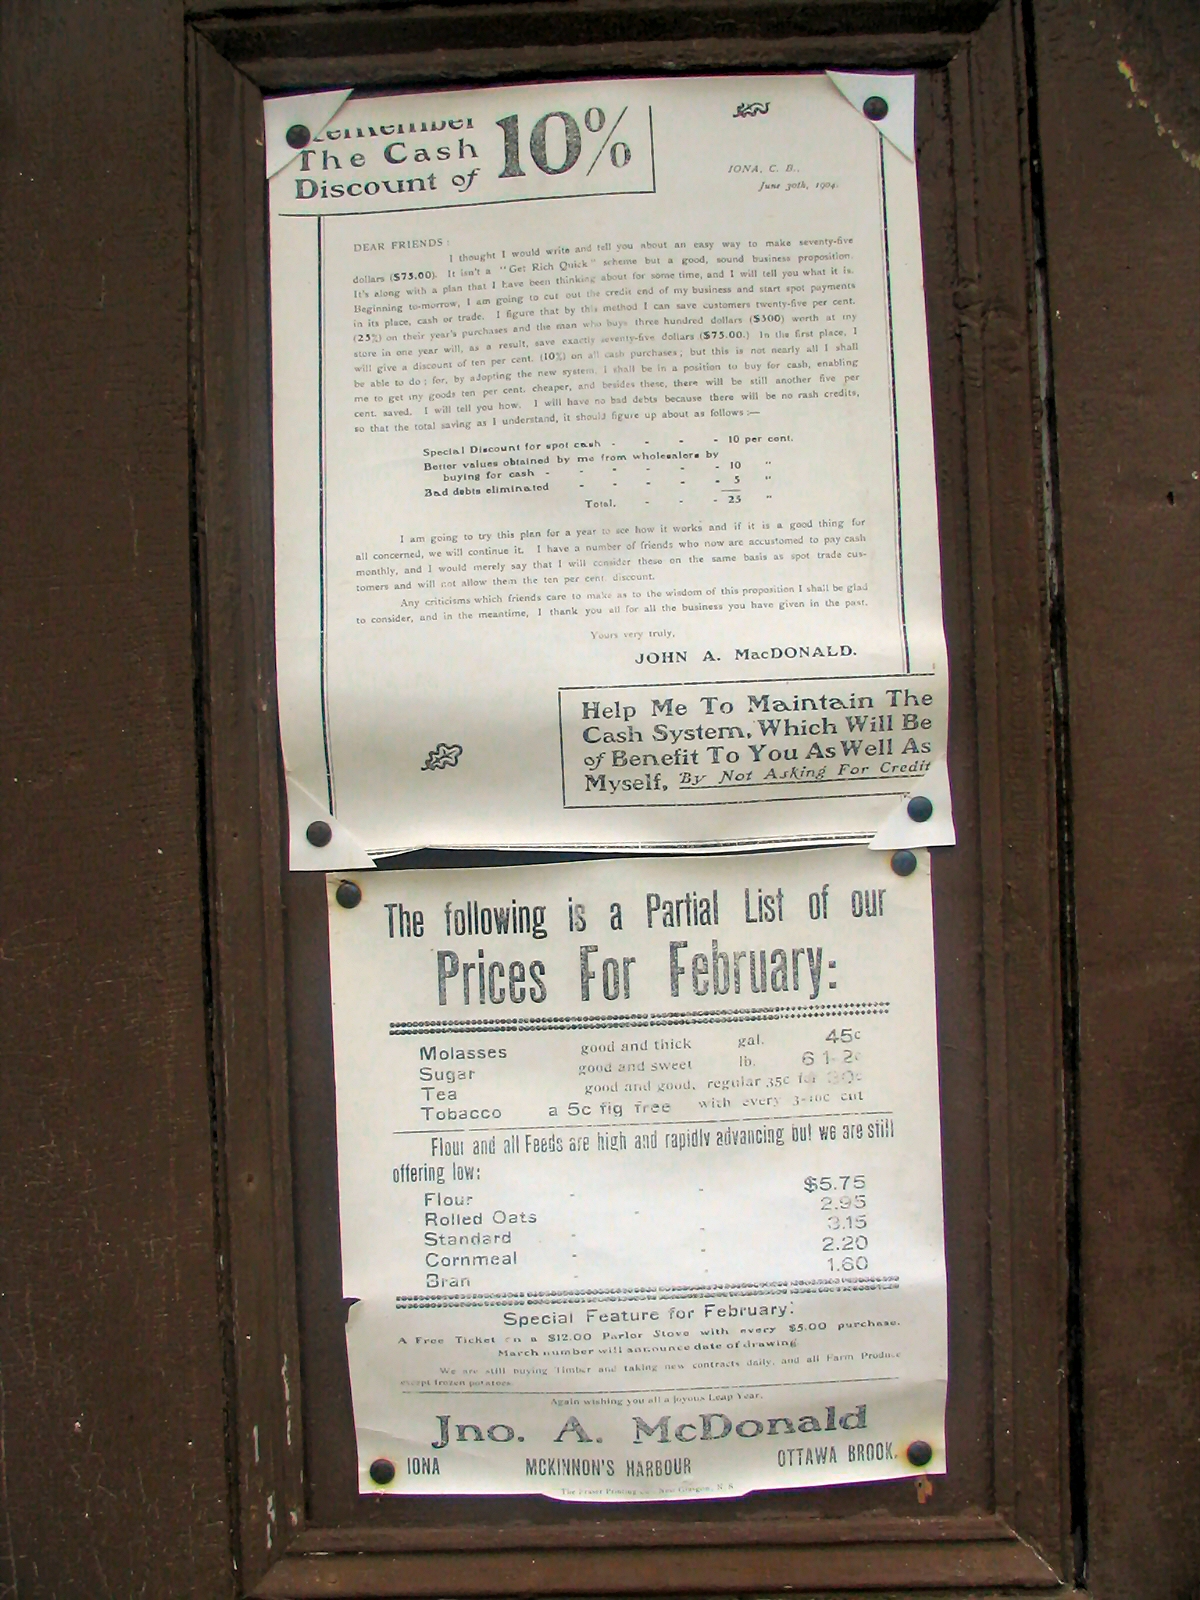 Remember
The Cash
Discount of
10%
IONA, C. B.,
June 30th, 1904.
DEAR FRIENDS:
I thought I would write and tell you about an easy way to make seventy-five
dollars ($75.00). It isn't a "Get Rich Quick" scheme but a good, sound business proposition.
It's along with a plan that I have been thinking about for some time, and I will tell you what it is.
Beginning to-morrow, I am going to cut out the credit end of my business and start spot payments
in its place, cash or trade. I figure that by this method I can save customers twenty-five per cent.
(25%) on their year's purchases and the man who buys three hundred dollars ($300) worth at my
store in one year will, as a result, save exactly seventy-five dollars ($75.00.) In the first place, I
will give a discount of ten per cent. (10%) on all cash purchases; but this is not nearly all I shall
be able to do; for, by adopting the new system, I shall be in a position to buy for cash, enabling
me to get my goods ten per cent. cheaper, and besides these, there will be still another five per
cent. saved. I will tell you how. I will have no bad debts because there will be no rash credits,
so that the total saving as I understand, it should figure up about as follows:—
Special Discount for spot cash - - - - 10 per cent.
Better values obtained by me from wholesalers by
buying for cash - - - - - 10 "
Bad debts eliminated - - - - 5 "
Total, - - - 25 "
I am going to try this plan for a year to see how it works and if it is a good thing for
all concerned, we will continue it. I have a number of friends who now are accustomed to pay cash
monthly, and I would merely say that I will consider these on the same basis as spot trade cus-
tomers and will not allow them the ten per cent. discount.
Any criticisms which friends care to make as to the wisdom of this proposition I shall be glad
to consider, and in the meantime, I thank you all for all the business you have given in the past.
Yours very truly,
JOHN A. MacDONALD.
Help Me To Maintain The
Cash System, Which Will Be
of Benefit To You As Well As
Myself, By Not Asking For Credit
The following is a Partial List of our
Prices For February:
Molasses good and thick gal. 45c
Sugar good and sweet lb. 6 1-2c
Tea good and good, regular 35c for 30c
Tobacco a 5c fig free with every 3-10c cut
Flour and all Feeds are high and rapidly advancing but we are still
offering low:
Flour - - $5.75
Rolled Oats - 2.95
Standard - - 3.15
Cornmeal - - 2.20
Bran - - 1.60
Special Feature for February:
A Free Ticket on a $12.00 Parlor Stove with every $5.00 purchase.
March number will announce date of drawing
We are still buying Timber and taking new contracts daily, and all Farm Produce
except frozen potatoes.
Again wishing you all a joyous Leap Year,
Jno. A. McDonald
IONA MCKINNON'S HARBOUR OTTAWA BROOK.
The Fraser Printing Co., New Glasgow, N. S.